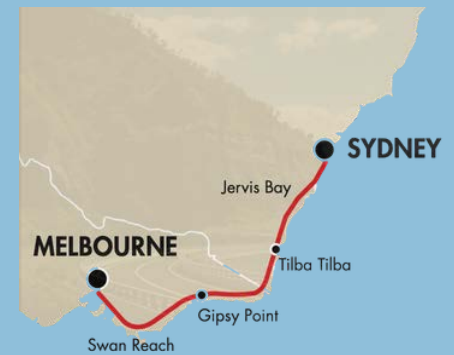 SYDNEY
Jervis Bay
MELBOURNE
Tilba Tilba
Gipsy Point
Swan Reach